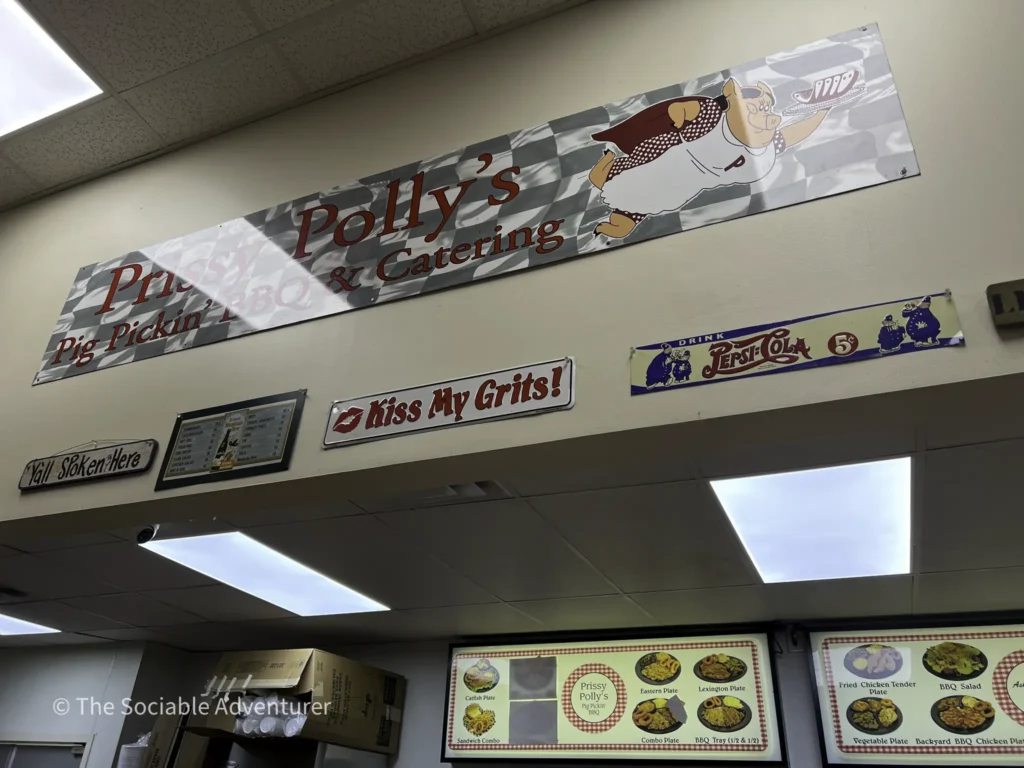 Prissy Polly's
Pig Pickin' BBQ & Catering
P
DRINK
PEPSI-COLA
5¢
Kiss My Grits!
Ya'll Spoken Here
© The Sociable Adventurer
Catfish Plate
Sandwich Combo
Prissy
Polly's
Pig Pickin'
BBQ
Eastern Plate
Lexington Plate
Combo Plate
BBQ Tray (1/2 & 1/2)
Fried Chicken Tender
Plate
BBQ Salad
Vegetable Plate
Backyard BBQ Chicken